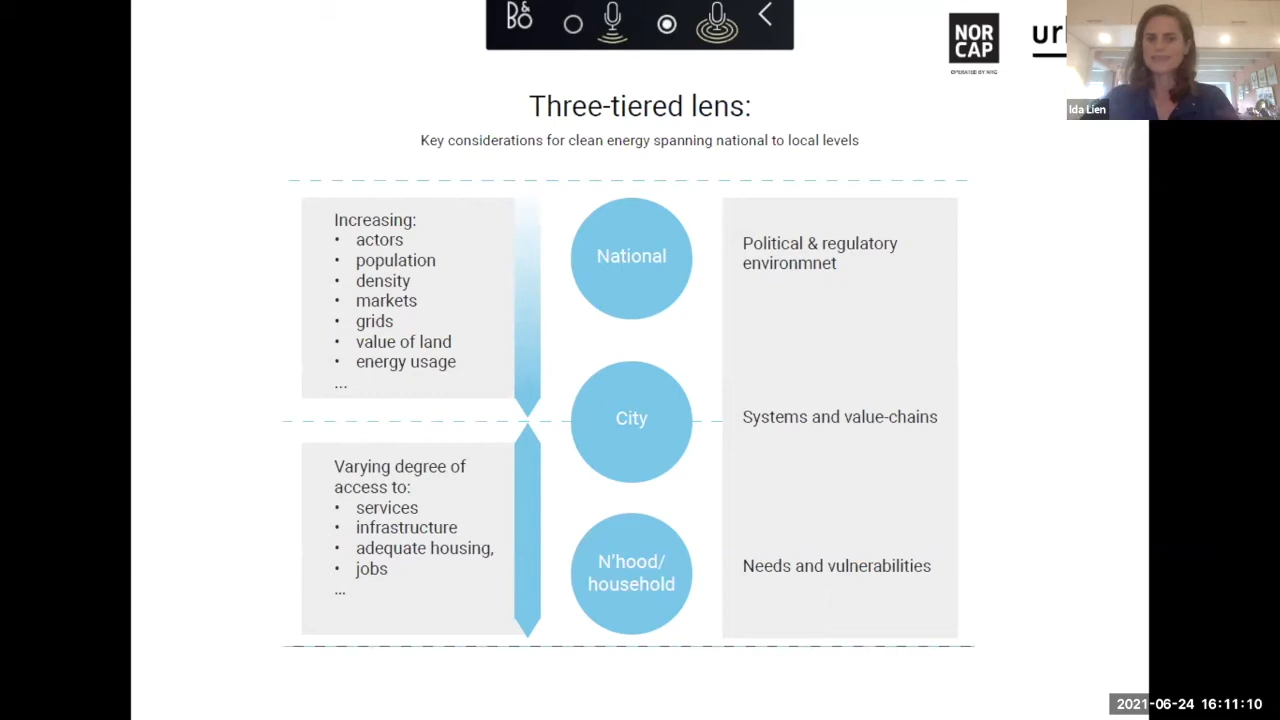 B&O
NOR
CAP
OPERATED BY NRC
Ida Lien
Three-tiered lens:
Key considerations for clean energy spanning national to local levels
Increasing:
• actors
• population
• density
• markets
• grids
• value of land
• energy usage
...
National
Political & regulatory
environmnet
City
Systems and value-chains
Varying degree of
access to:
• services
• infrastructure
• adequate housing,
• jobs
...
N'hood/
household
Needs and vulnerabilities
2021-06-24 16:11:10